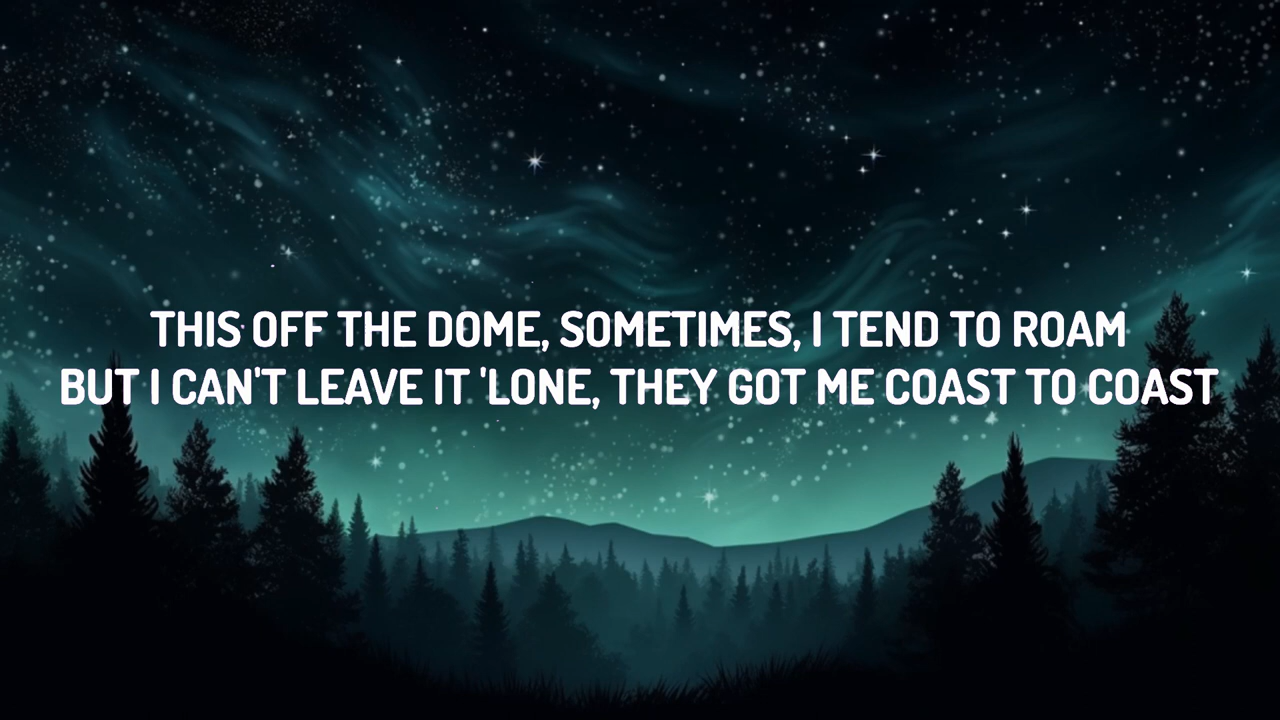 THIS OFF THE DOME, SOMETIMES, I TEND TO ROAM
BUT I CAN'T LEAVE IT 'LONE, THEY GOT ME COAST TO COAST